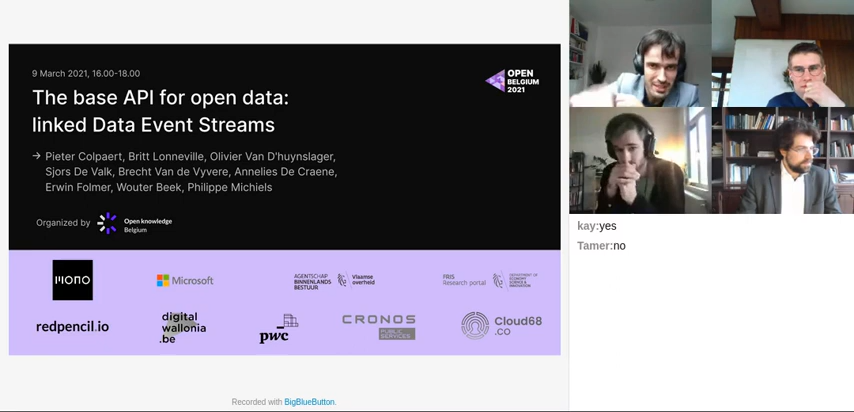 9 March 2021, 16.00-18.00
OPEN
BELGIUM
2021
The base API for open data:
linked Data Event Streams
→ Pieter Colpaert, Britt Lonneville, Olivier Van D'huynslager,
Sjors De Valk, Brecht Van de Vyvere, Annelies De Craene,
Erwin Folmer, Wouter Beek, Philippe Michiels
Organized by
Open knowledge
Belgium
MONO
Microsoft
AGENTSCHAP
BINNENLANDS
BESTUUR
Vlaamse
overheid
FRIS
Research portal
DEPARTMENT OF
ECONOMY
SCIENCE &
INNOVATION
redpencil.io
digital
wallonia
.be
pwc
CRONOS
PUBLIC
SERVICES
Cloud68
.CO
kay:yes
Tamer:no
Recorded with BigBlueButton.